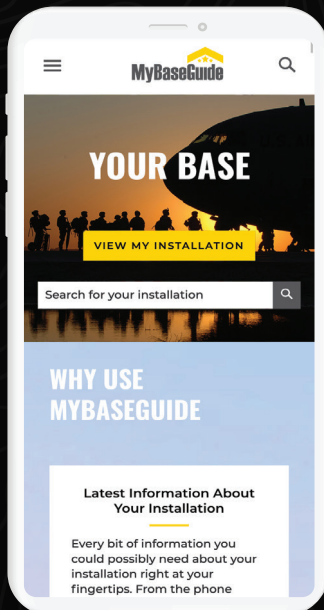 MyBaseGuide
YOUR BASE
VIEW MY INSTALLATION
Search for your installation
WHY USE
MYBASEGUIDE
Latest Information About
Your Installation
Every bit of information you
could possibly need about your
installation right at your
fingertips. From the phone